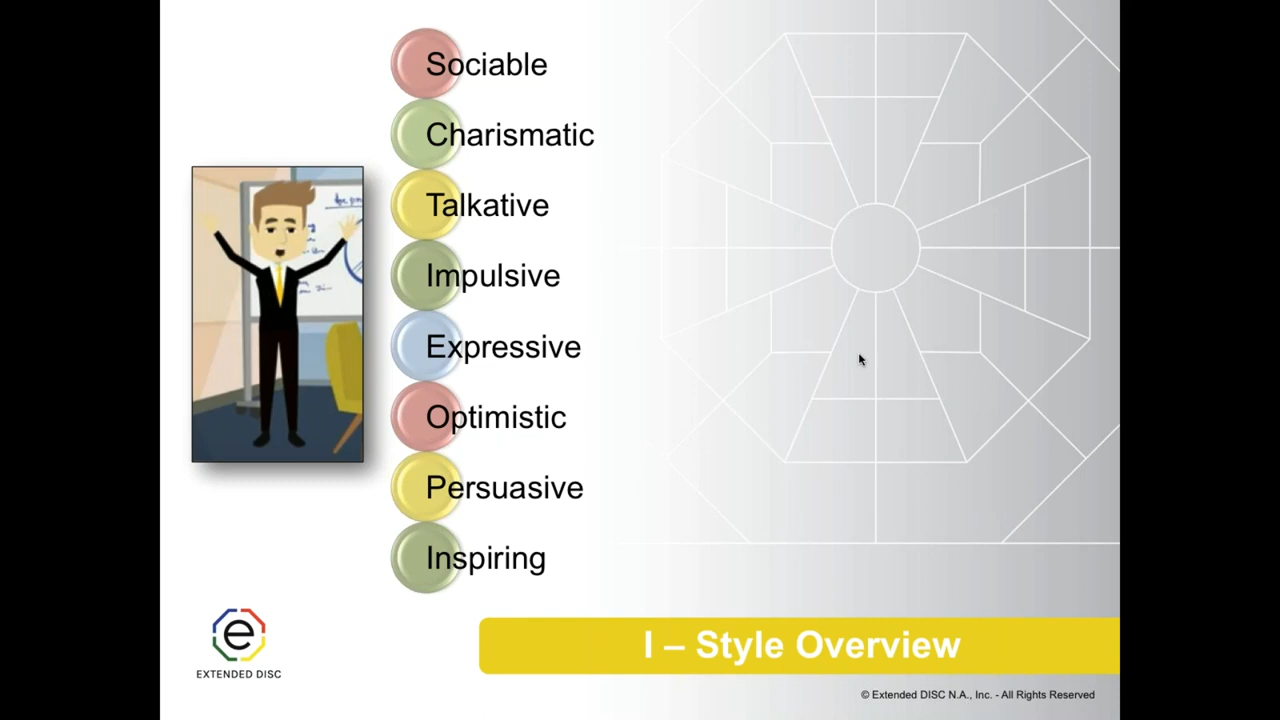 Sociable
Charismatic
Talkative
Impulsive
Expressive
Optimistic
Persuasive
Inspiring
I – Style Overview
e
EXTENDED DISC
© Extended DISC N.A., Inc. - All Rights Reserved